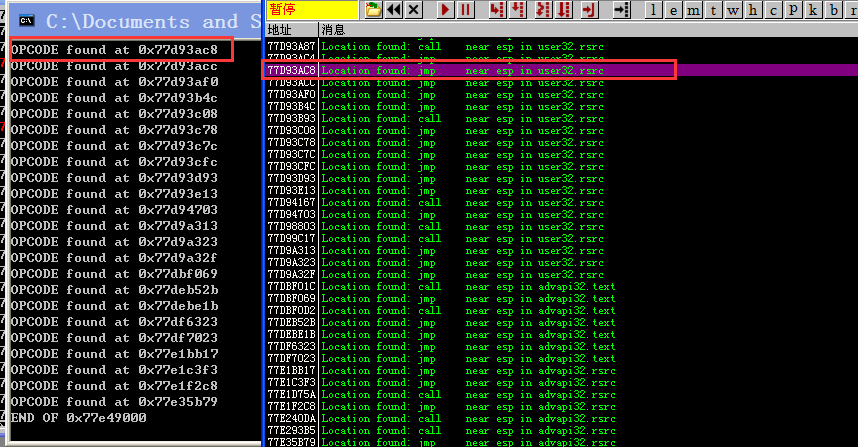 C:\Documents and S
OPCODE found at 0x77d93ac8
OPCODE found at 0x77d93acc
OPCODE found at 0x77d93af0
OPCODE found at 0x77d93b4c
OPCODE found at 0x77d93c08
OPCODE found at 0x77d93c78
OPCODE found at 0x77d93c7c
OPCODE found at 0x77d93cfc
OPCODE found at 0x77d93d93
OPCODE found at 0x77d93e13
OPCODE found at 0x77d94703
OPCODE found at 0x77d9a313
OPCODE found at 0x77d9a323
OPCODE found at 0x77d9a32f
OPCODE found at 0x77dbf069
OPCODE found at 0x77deb52b
OPCODE found at 0x77debe1b
OPCODE found at 0x77df6323
OPCODE found at 0x77df7023
OPCODE found at 0x77e1bb17
OPCODE found at 0x77e1c3f3
OPCODE found at 0x77e1f2c8
OPCODE found at 0x77e35b79
END OF 0x77e49000
暂停
l e m t w h c p k b
地址 消息
77D93A87 Location found: call near esp in user32.rsrc
77D93AC4 Location found: jmp near esp in user32.rsrc
77D93AC8 Location found: jmp near esp in user32.rsrc
77D93ACC Location found: jmp near esp in user32.rsrc
77D93AF0 Location found: jmp near esp in user32.rsrc
77D93B4C Location found: jmp near esp in user32.rsrc
77D93B93 Location found: call near esp in user32.rsrc
77D93C08 Location found: jmp near esp in user32.rsrc
77D93C78 Location found: jmp near esp in user32.rsrc
77D93C7C Location found: jmp near esp in user32.rsrc
77D93CFC Location found: jmp near esp in user32.rsrc
77D93D93 Location found: jmp near esp in user32.rsrc
77D93E13 Location found: jmp near esp in user32.rsrc
77D94167 Location found: call near esp in user32.rsrc
77D94703 Location found: jmp near esp in user32.rsrc
77D98803 Location found: call near esp in user32.rsrc
77D99C17 Location found: call near esp in user32.rsrc
77D9A313 Location found: jmp near esp in user32.rsrc
77D9A323 Location found: jmp near esp in user32.rsrc
77D9A32F Location found: jmp near esp in user32.rsrc
77DBF01C Location found: call near esp in advapi32.text
77DBF069 Location found: jmp near esp in advapi32.text
77DBF0D2 Location found: call near esp in advapi32.text
77DEB52B Location found: jmp near esp in advapi32.text
77DEBE1B Location found: jmp near esp in advapi32.text
77DF6323 Location found: jmp near esp in advapi32.text
77DF7023 Location found: jmp near esp in advapi32.text
77E1BB17 Location found: jmp near esp in advapi32.rsrc
77E1C3F3 Location found: jmp near esp in advapi32.rsrc
77E1D75A Location found: call near esp in advapi32.rsrc
77E1F2C8 Location found: jmp near esp in advapi32.rsrc
77E240DA Location found: call near esp in advapi32.rsrc
77E293B5 Location found: call near esp in advapi32.rsrc
77E35B79 Location found: jmp near esp in advapi32.rsrc